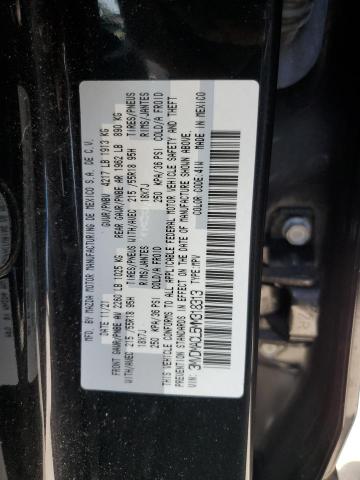 MFD. BY MAZDA MOTOR MANUFACTURING DE MEXICO S.A. DE C.V.
DATE 11/21 GVWR/PNBV 4217 LB 1913 KG
FRONT GAWR/PNBE AV 2260 LB 1025 KG REAR GAWR/PNBE AR 1962 LB 890 KG
WITH/AVEC 215/55R18 95H TIRES/PNEUS WITH/AVEC 215/55R18 95H TIRES/PNEUS
18X7J RIMS/JANTES 18X7J RIMS/JANTES
250 KPA/36 PSI COLD/A FROID 250 KPA/36 PSI COLD/A FROID
THIS VEHICLE CONFORMS TO ALL APPLICABLE FEDERAL MOTOR VEHICLE SAFETY AND THEFT
PREVENTION STANDARDS IN EFFECT ON THE DATE OF MANUFACTURE SHOWN ABOVE.
TYPE:MPV COLOR CODE:41W MADE IN MEXICO